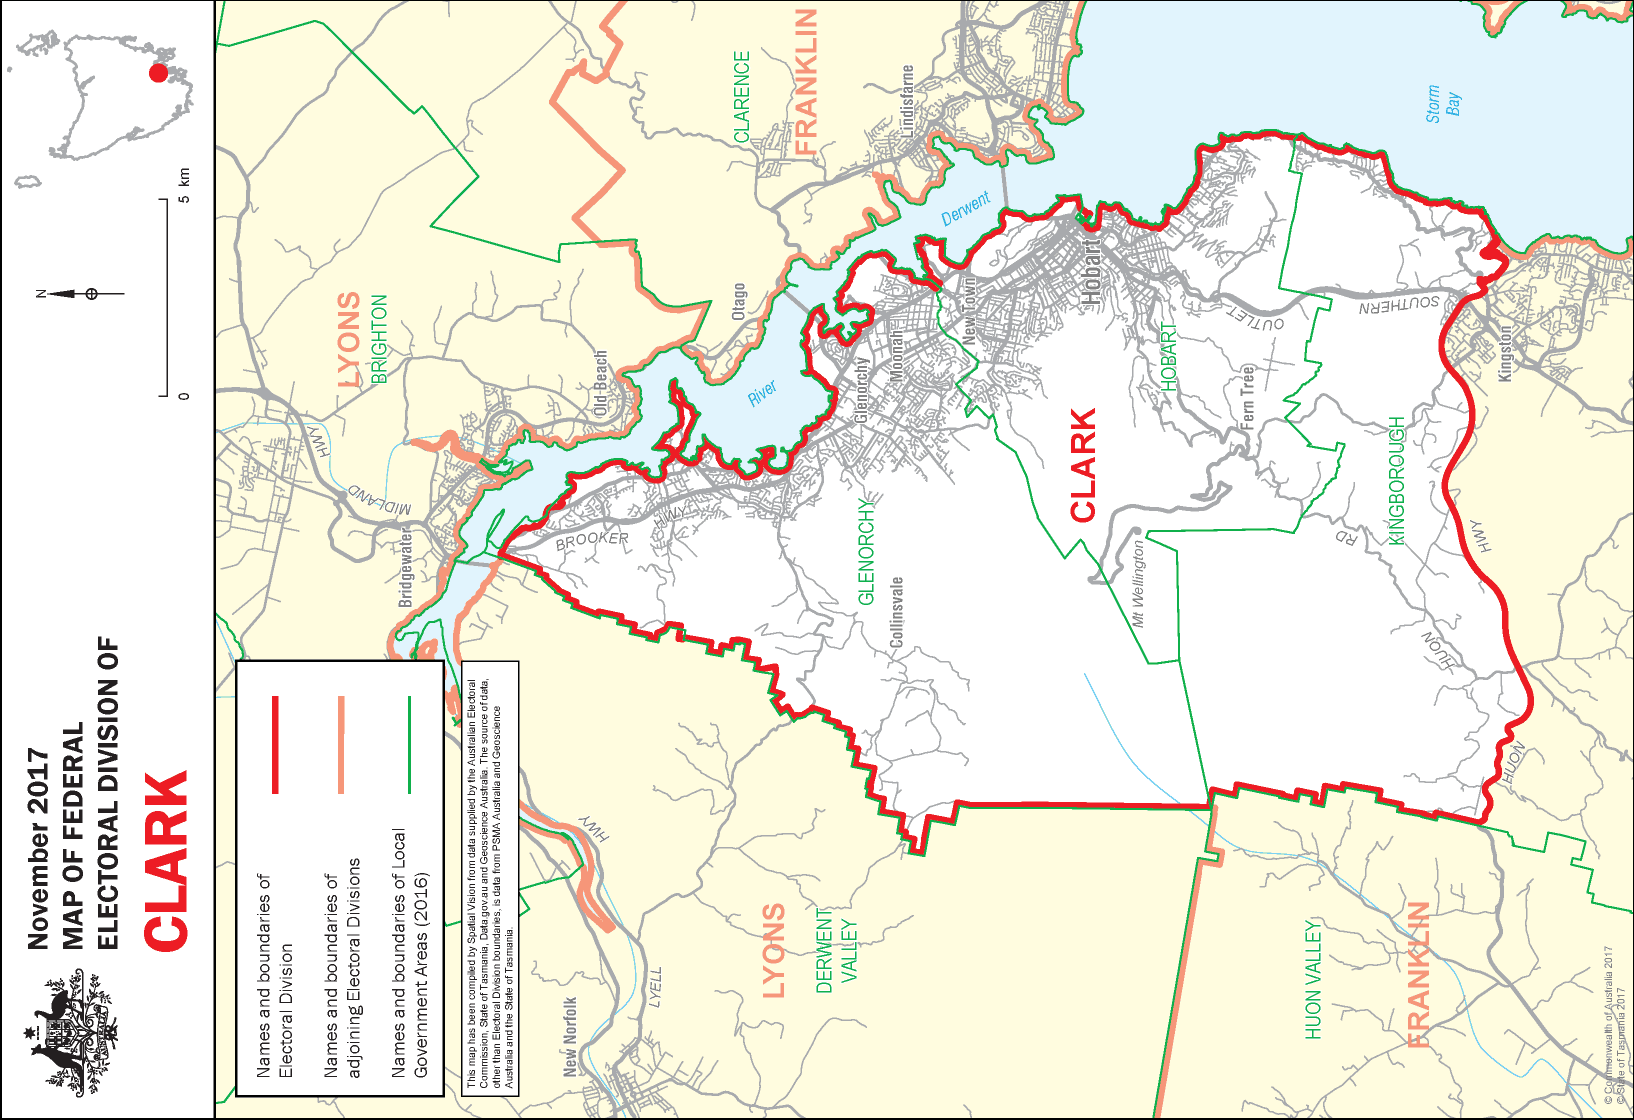 November 2017
MAP OF FEDERAL
ELECTORAL DIVISION OF
CLARK
N
0
5 km
Names and boundaries of
Electoral Division
Names and boundaries of
adjoining Electoral Divisions
Names and boundaries of Local
Government Areas (2016)
This map has been compiled by Spatial Vision from data supplied by the Australian Electoral
Commission, State of Tasmania, Data.gov.au and Geoscience Australia. The source of data,
other than Electoral Division boundaries, is data from PSMA Australia and Geoscience
Australia and the State of Tasmania.
LYONS
BRIGHTON
HWY
MIDLAND
Bridgewater
Old Beach
Otago
CLARENCE
FRANKLIN
Lindisfarne
River
Derwent
Storm
Bay
BROOKER
HWY
Glenorchy
Moonah
New Town
Hobart
GLENORCHY
Collinsvale
CLARK
Mt Wellington
HOBART
Fern Tree
OUTLET
SOUTHERN
Kingston
KINGBOROUGH
HWY
RD
HUON
HUON
HWY
LYELL
New Norfolk
LYONS
DERWENT
VALLEY
HUON VALLEY
FRANKLIN
© Commonwealth of Australia 2017
© State of Tasmania 2017